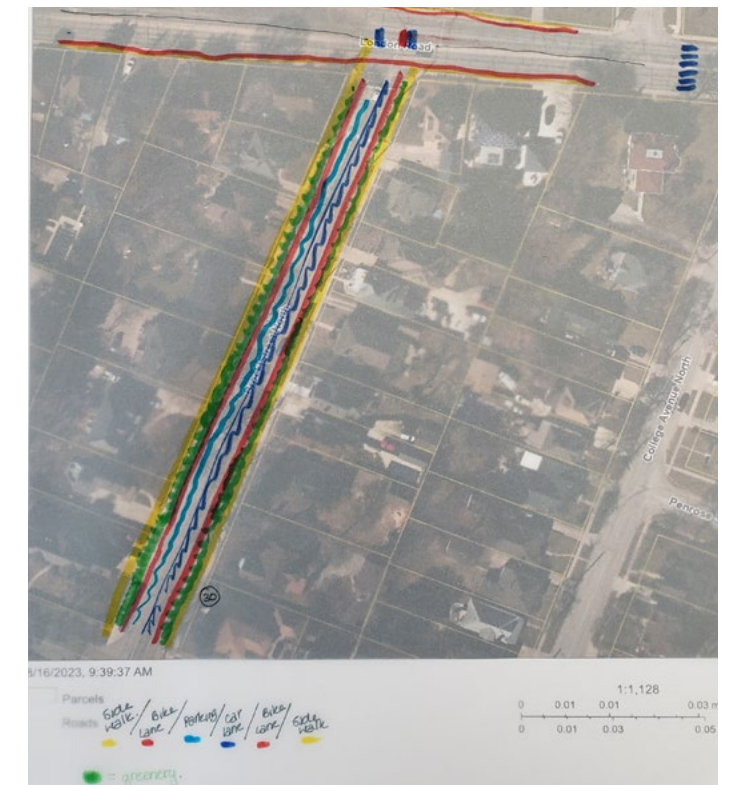 London Road
College Avenue North
Penrose
30
8/16/2023, 9:39:37 AM
1:1,128
Parcels
Roads
Side walk / Bike lane / Parking / Car lane / Bike lane / Side walk
0 0.01 0.01 0.03 m
0 0.01 0.03 0.05
= greenery.